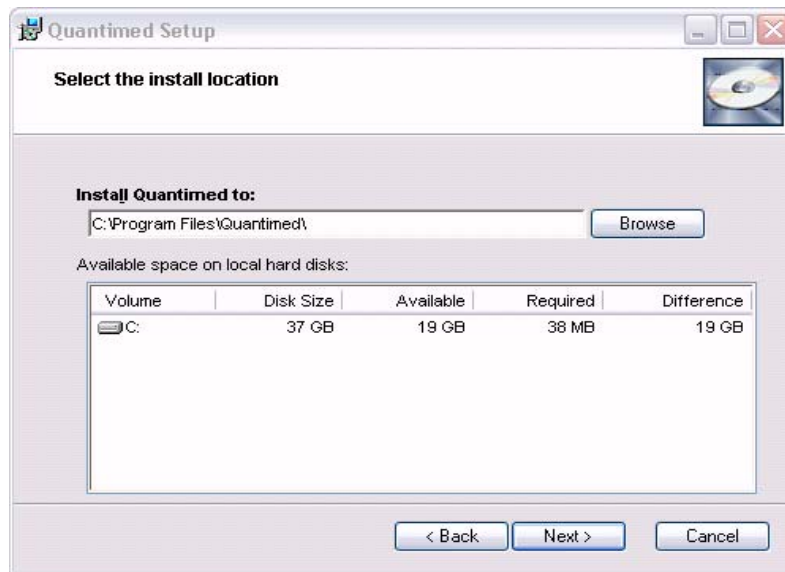 Quantimed Setup
Select the install location
Install Quantimed to:
C:\Program Files\Quantimed\ Browse
Available space on local hard disks:
Volume Disk Size Available Required Difference
C: 37 GB 19 GB 38 MB 19 GB
< Back Next > Cancel